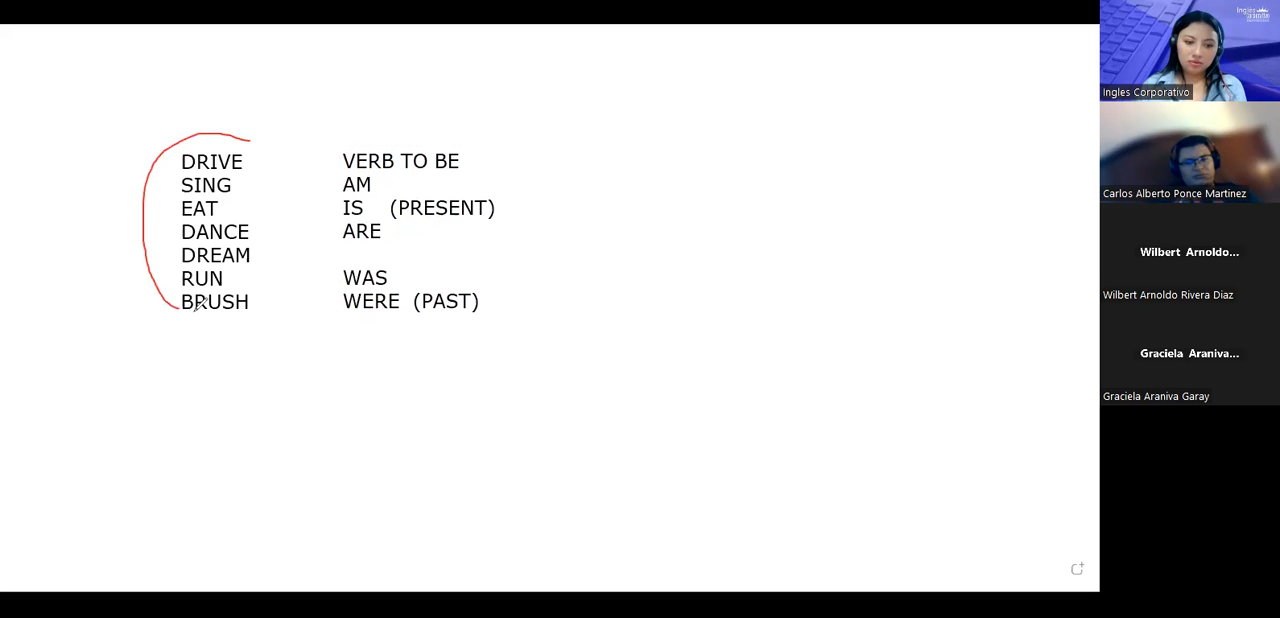 DRIVE
SING
EAT
DANCE
DREAM
RUN
BRUSH
VERB TO BE
AM
IS (PRESENT)
ARE
WAS
WERE (PAST)
Ingles
Ingles Corporativo
Carlos Alberto Ponce Martinez
Wilbert Arnoldo...
Wilbert Arnoldo Rivera Diaz
Graciela Araniva...
Graciela Araniva Garay